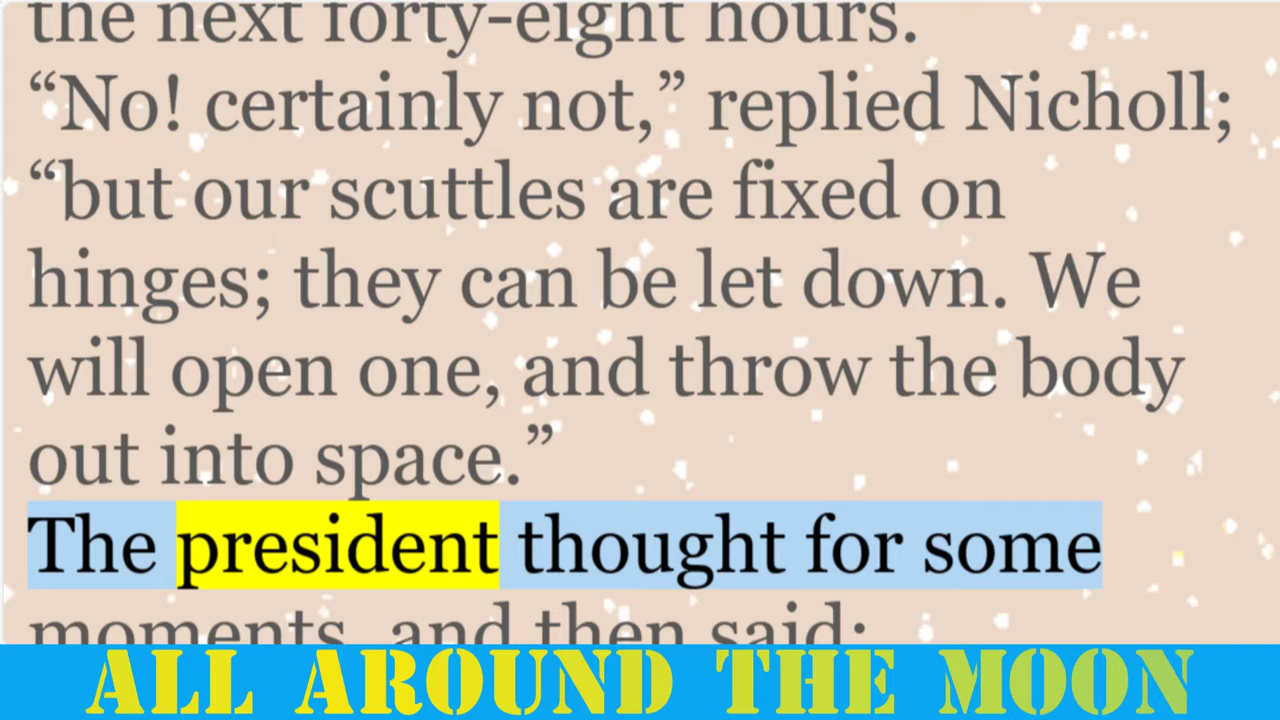 the next forty-eight hours.
“No! certainly not,” replied Nicholl;
“but our scuttles are fixed on
hinges; they can be let down. We
will open one, and throw the body
out into space.”
The president thought for some
moments, and then said:
ALL AROUND THE MOON